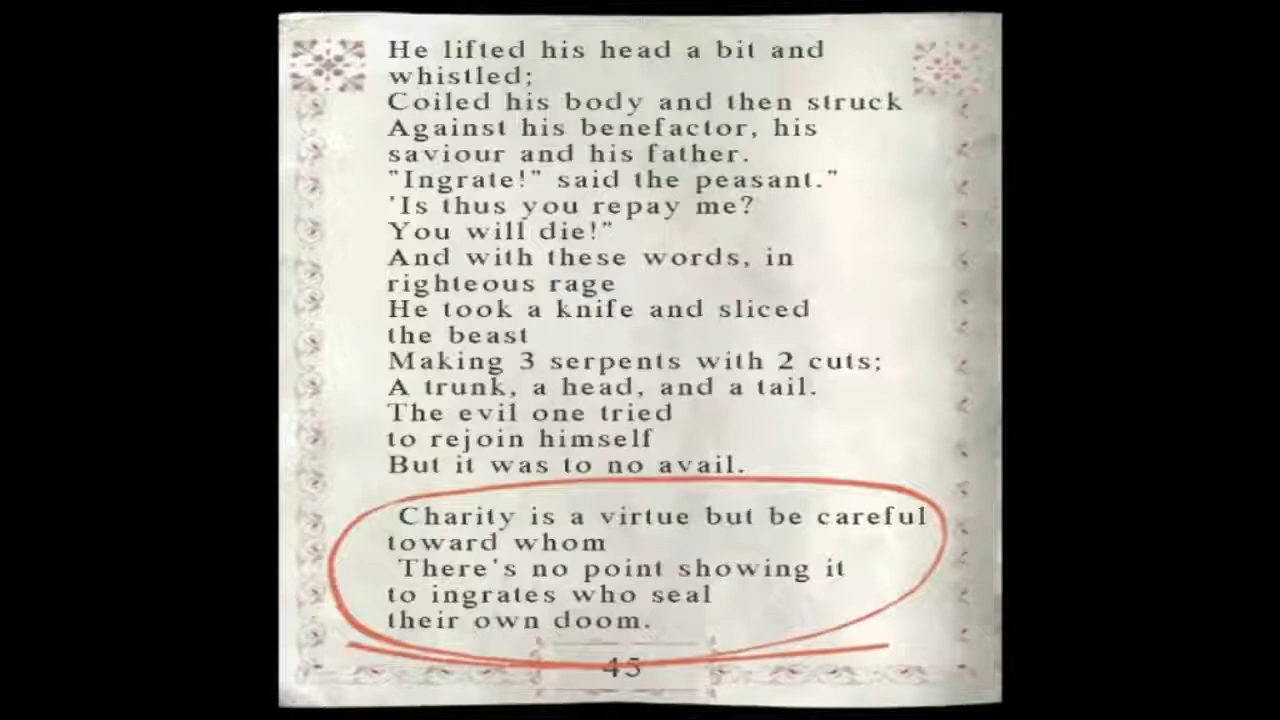 He lifted his head a bit and
whistled;
Coiled his body and then struck
Against his benefactor, his
saviour and his father.
"Ingrate!" said the peasant."
'Is thus you repay me?
You will die!"
And with these words, in
righteous rage
He took a knife and sliced
the beast
Making 3 serpents with 2 cuts;
A trunk, a head, and a tail.
The evil one tried
to rejoin himself
But it was to no avail.
Charity is a virtue but be careful
toward whom
There's no point showing it
to ingrates who seal
their own doom.
45